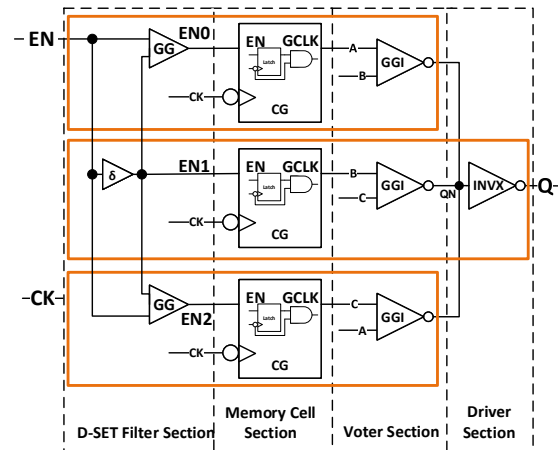 EN
GG
EN0
EN
GCLK
Latch
CK
CG
A
B
GGI
δ
EN1
EN
GCLK
Latch
CK
CG
B
C
GGI
QN
INVX
Q
CK
GG
EN2
EN
GCLK
Latch
CK
CG
C
A
GGI
D-SET Filter Section
Memory Cell
Section
Voter Section
Driver
Section